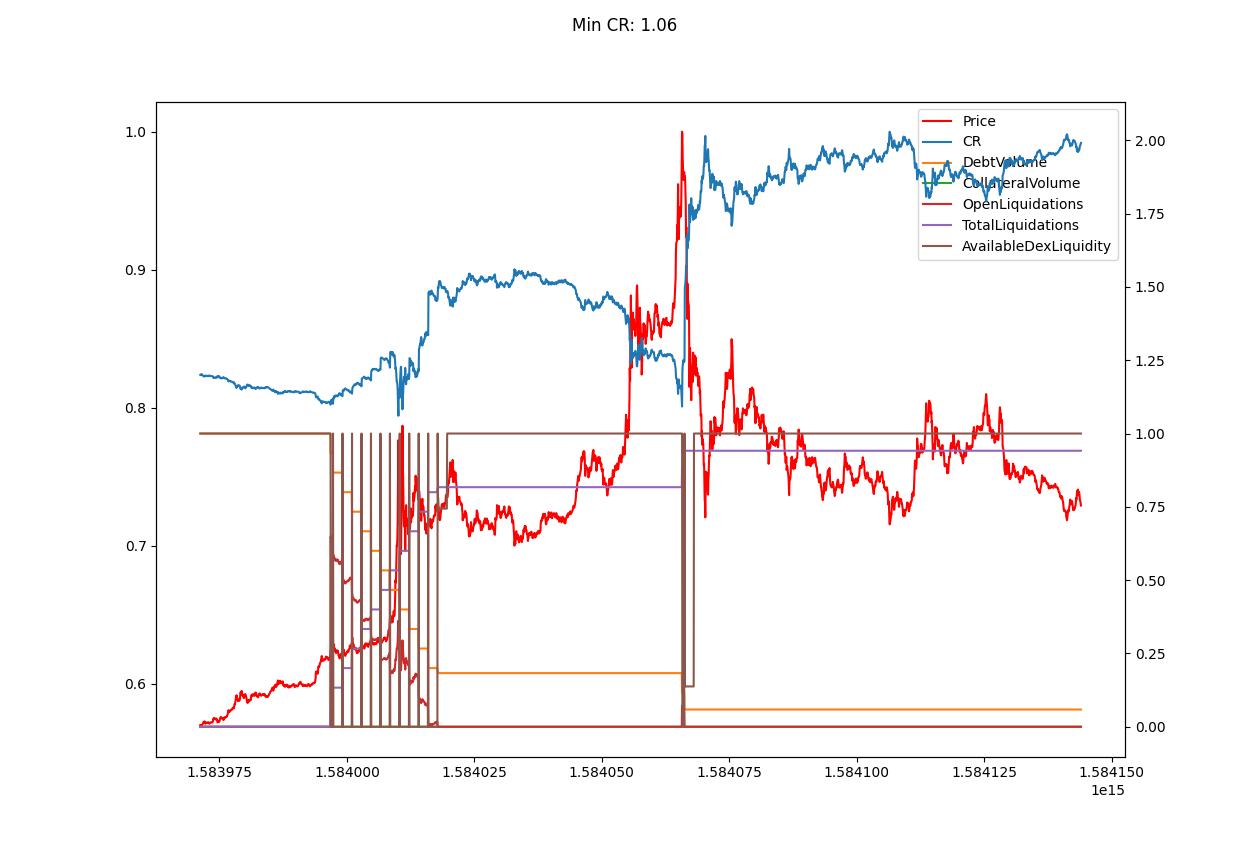 Min CR: 1.06
1.0
0.9
0.8
0.7
0.6
2.00
1.75
1.50
1.25
1.00
0.75
0.50
0.25
0.00
Price
CR
DebtVolume
CollateralVolume
OpenLiquidations
TotalLiquidations
AvailableDexLiquidity
1.583975 1.584000 1.584025 1.584050 1.584075 1.584100 1.584125 1.584150
1e15